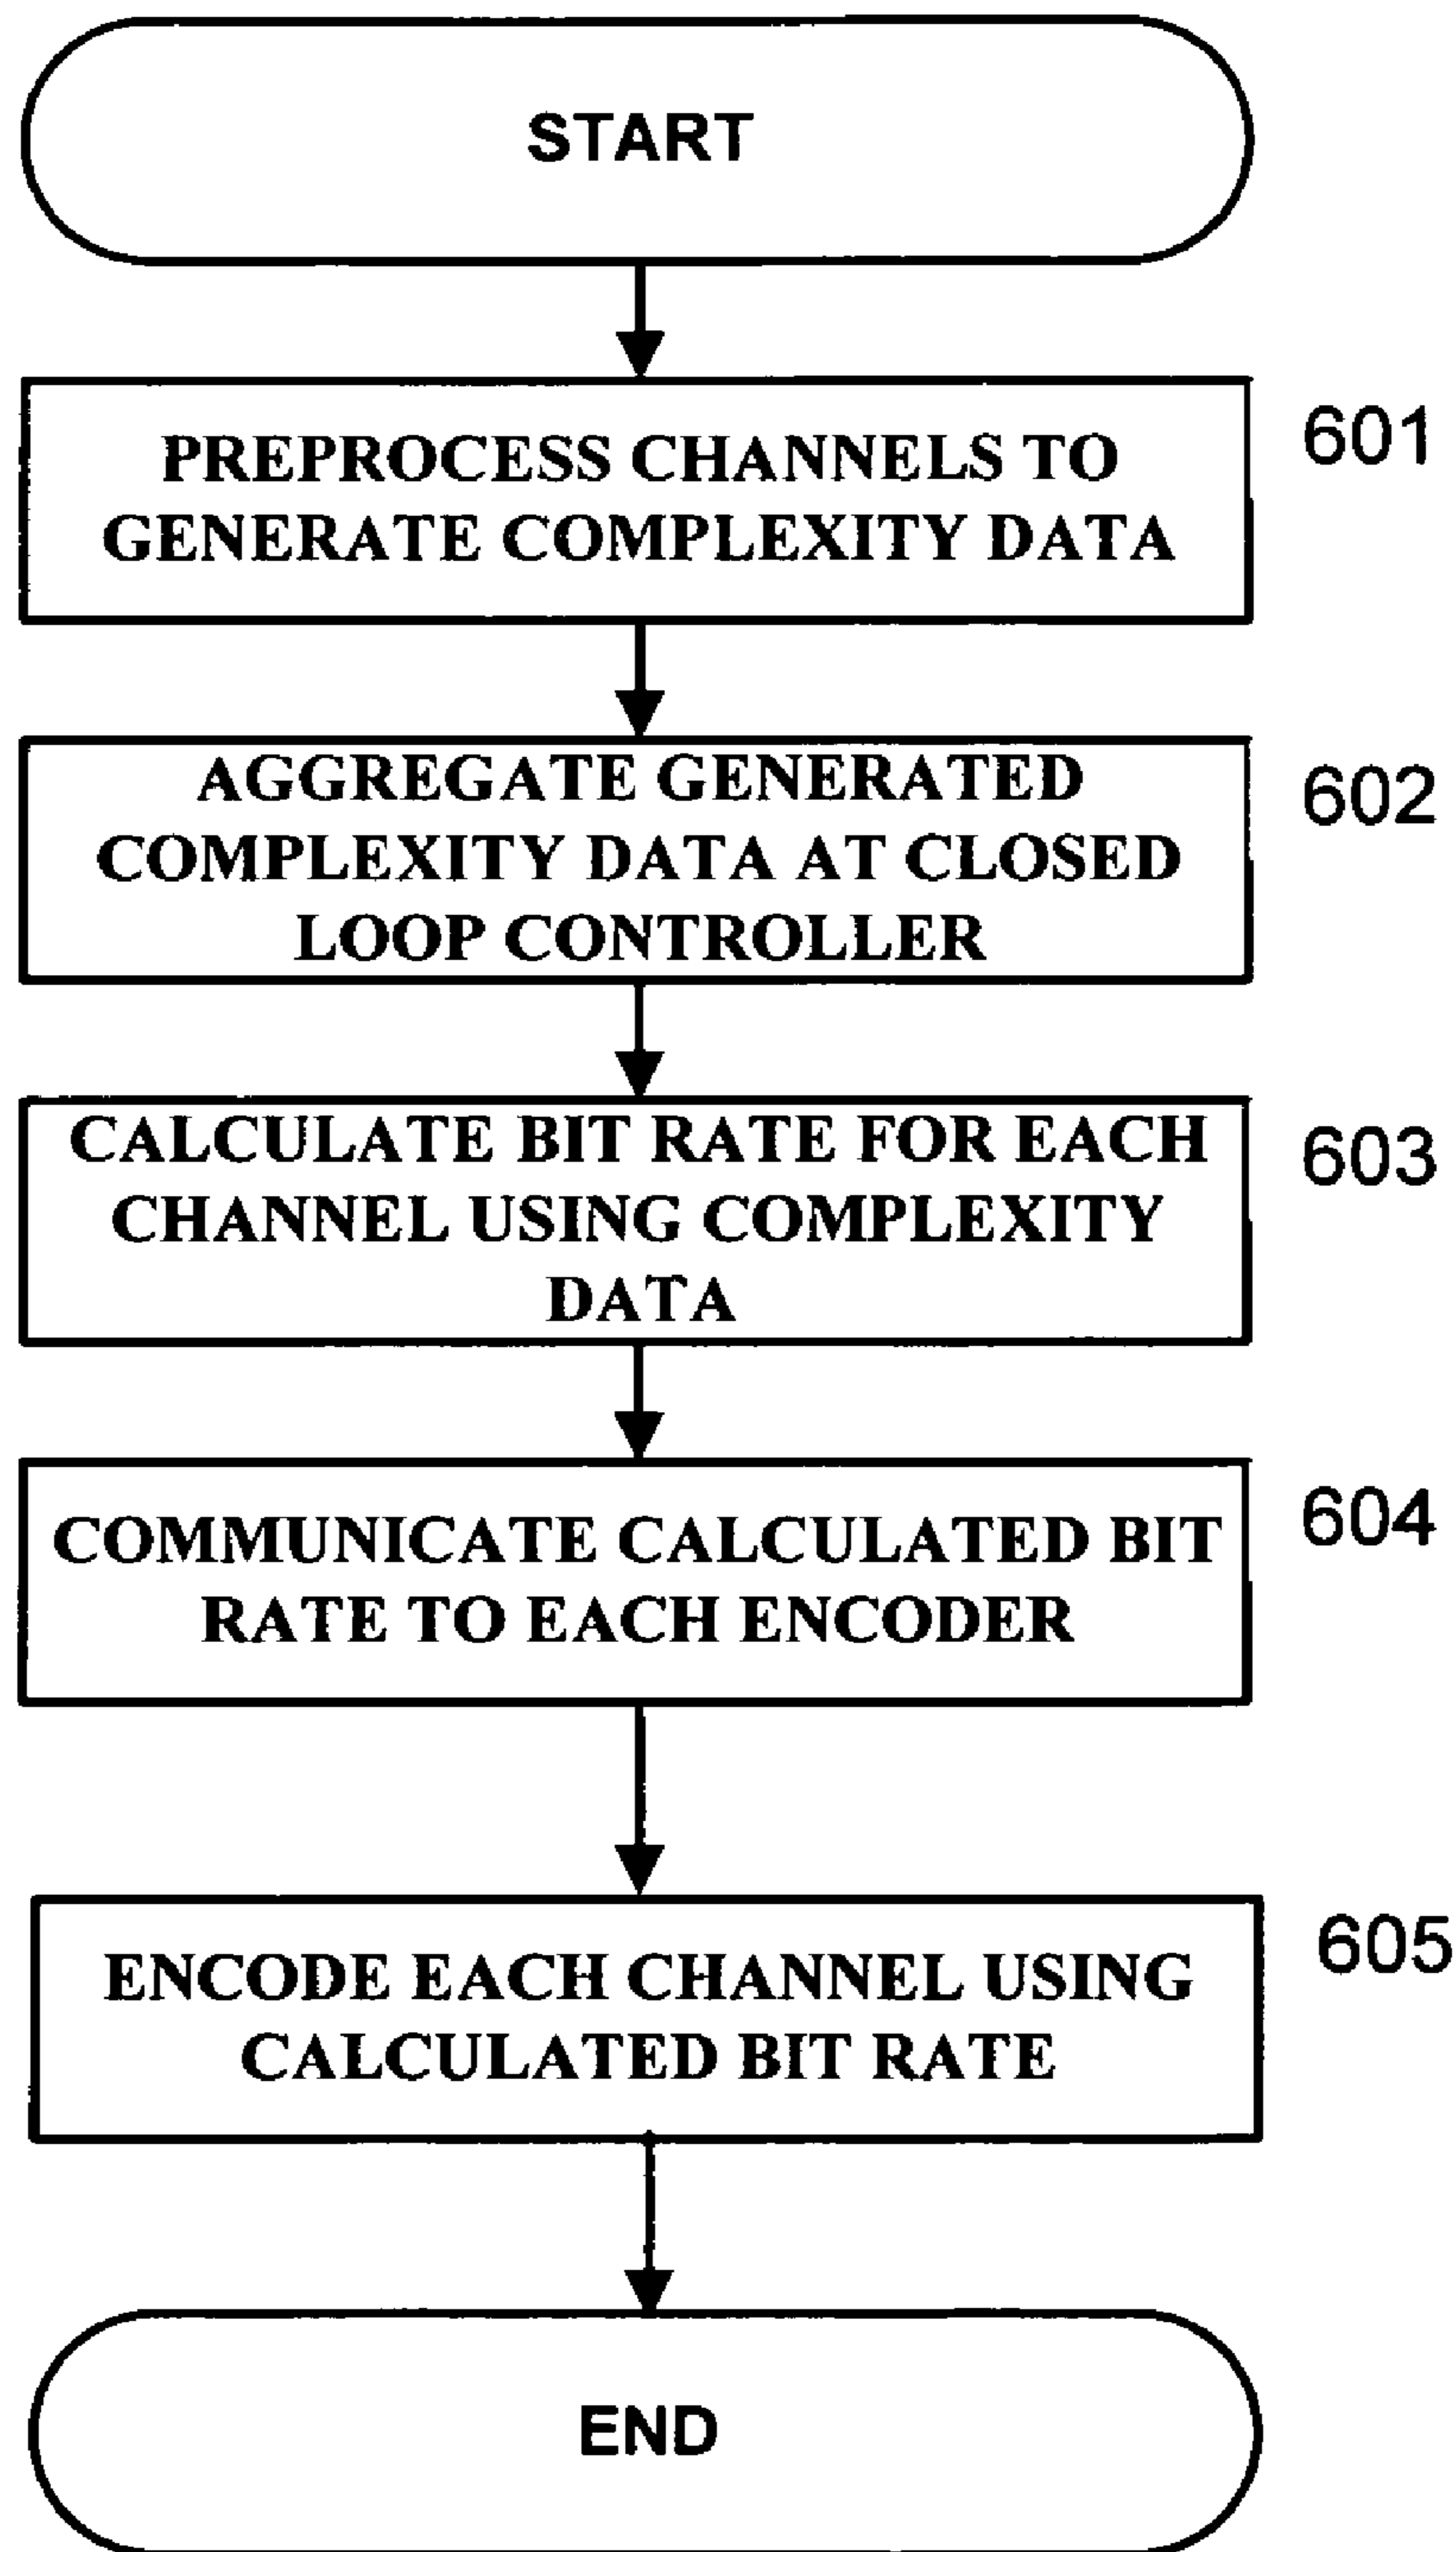 START
PREPROCESS CHANNELS TO
GENERATE COMPLEXITY DATA
601
AGGREGATE GENERATED
COMPLEXITY DATA AT CLOSED
LOOP CONTROLLER
602
CALCULATE BIT RATE FOR EACH
CHANNEL USING COMPLEXITY
DATA
603
COMMUNICATE CALCULATED BIT
RATE TO EACH ENCODER
604
ENCODE EACH CHANNEL USING
CALCULATED BIT RATE
605
END